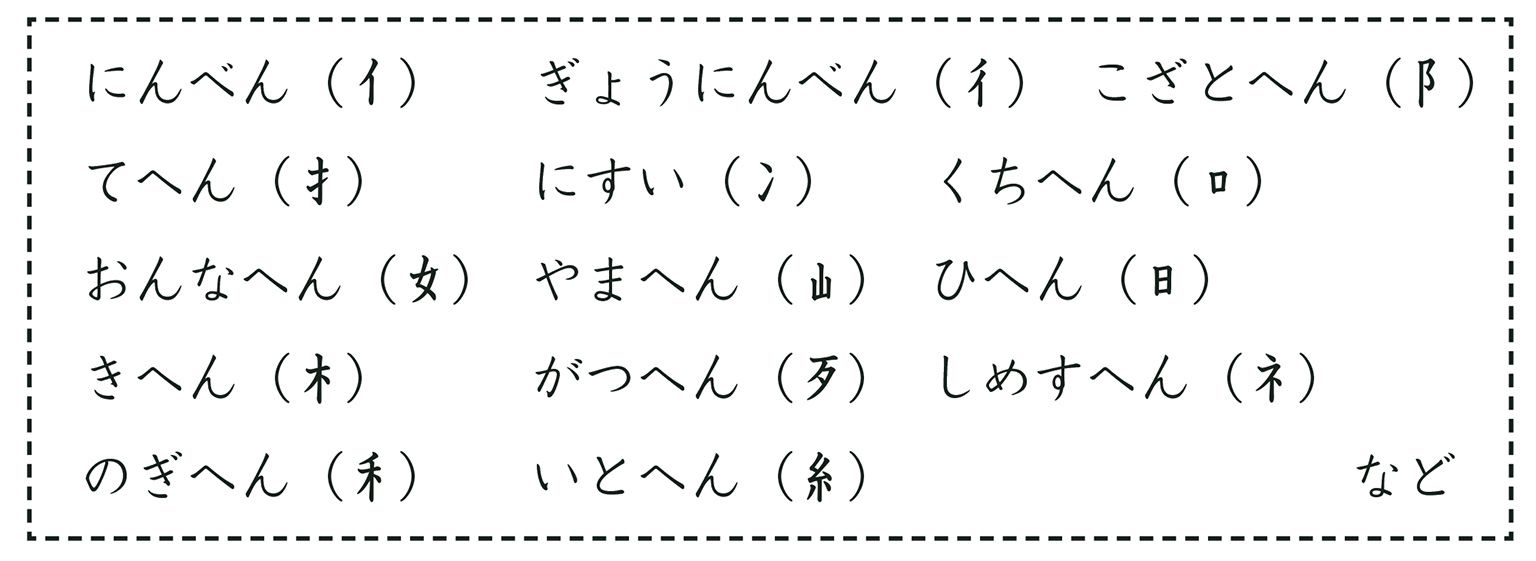 にんべん（亻） ぎょうにんべん（彳） こざとへん（阝）
てへん（扌） にすい（冫） くちへん（口）
おんなへん（女） やまへん（山） ひへん（日）
きへん（木） がつへん（歹） しめすへん（ネ）
のぎへん（禾） いとへん（糸） など